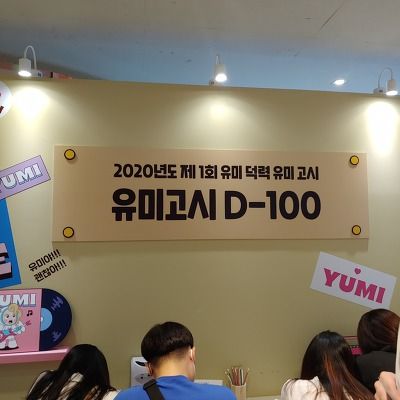 2020년도 제 1회 유미 덕력 유미 고시
유미고시 D-100
YUMI
유미야!!!
괜찮아!!!
YUMI
YUMI